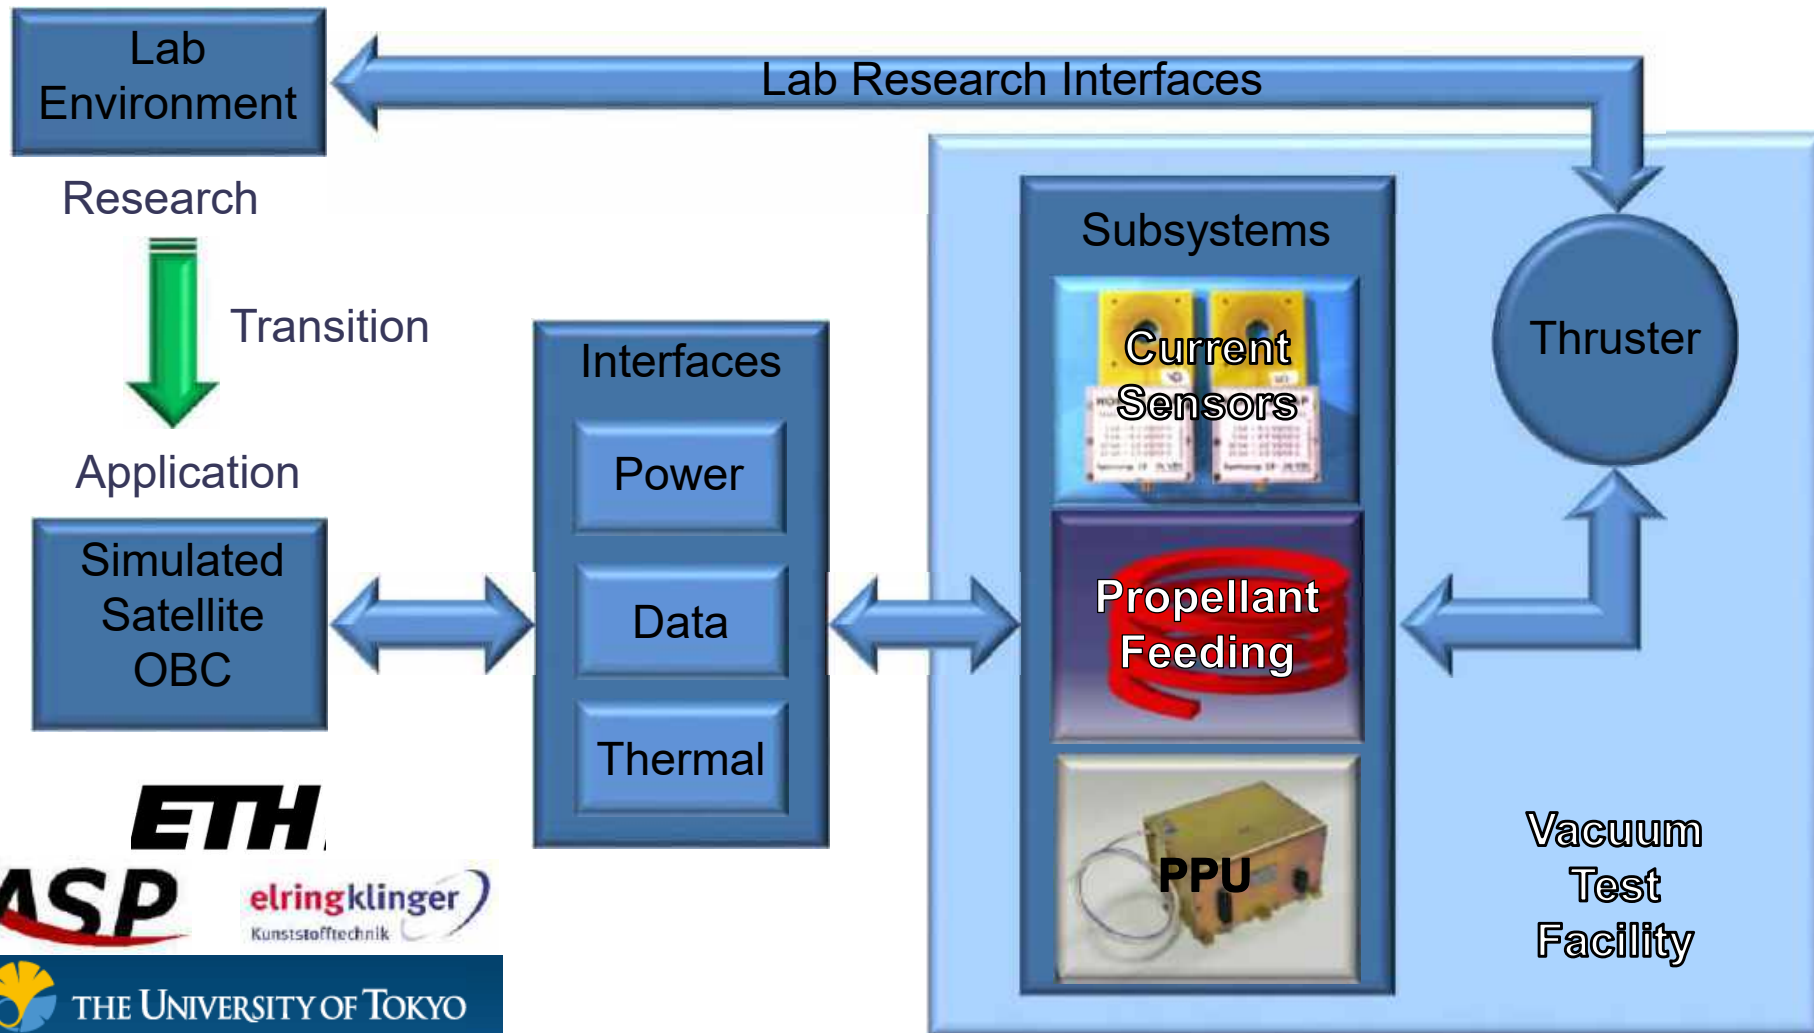 Lab
Environment
Lab Research Interfaces
Research
Transition
Application
Simulated
Satellite
OBC
Interfaces
Power
Data
Thermal
Subsystems
Current
Sensors
Propellant
Feeding
PPU
Thruster
Vacuum
Test
Facility
ETH
ASP
elringklinger
Kunststofftechnik
THE UNIVERSITY OF TOKYO